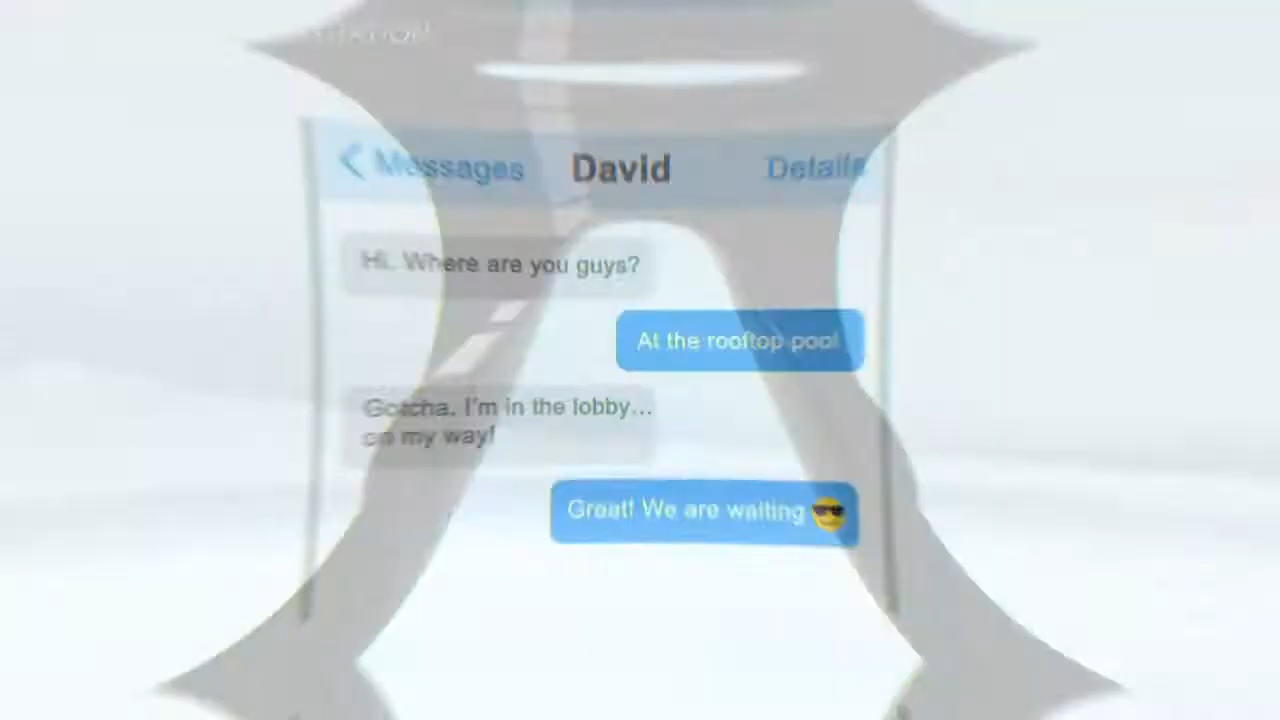 Messages David Details
Hi. Where are you guys?
At the rooftop pool
Gotcha. I'm in the lobby...
on my way!
Great! We are waiting 😎